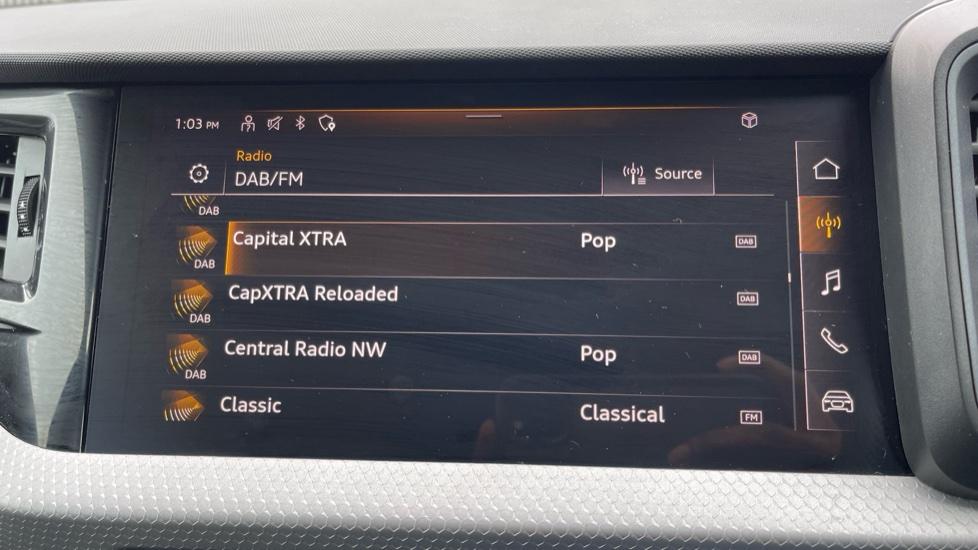 1:03 PM
Radio
DAB/FM
Source
DAB
Capital XTRA Pop DAB
DAB
CapXTRA Reloaded DAB
DAB
Central Radio NW Pop DAB
DAB
Classic Classical FM